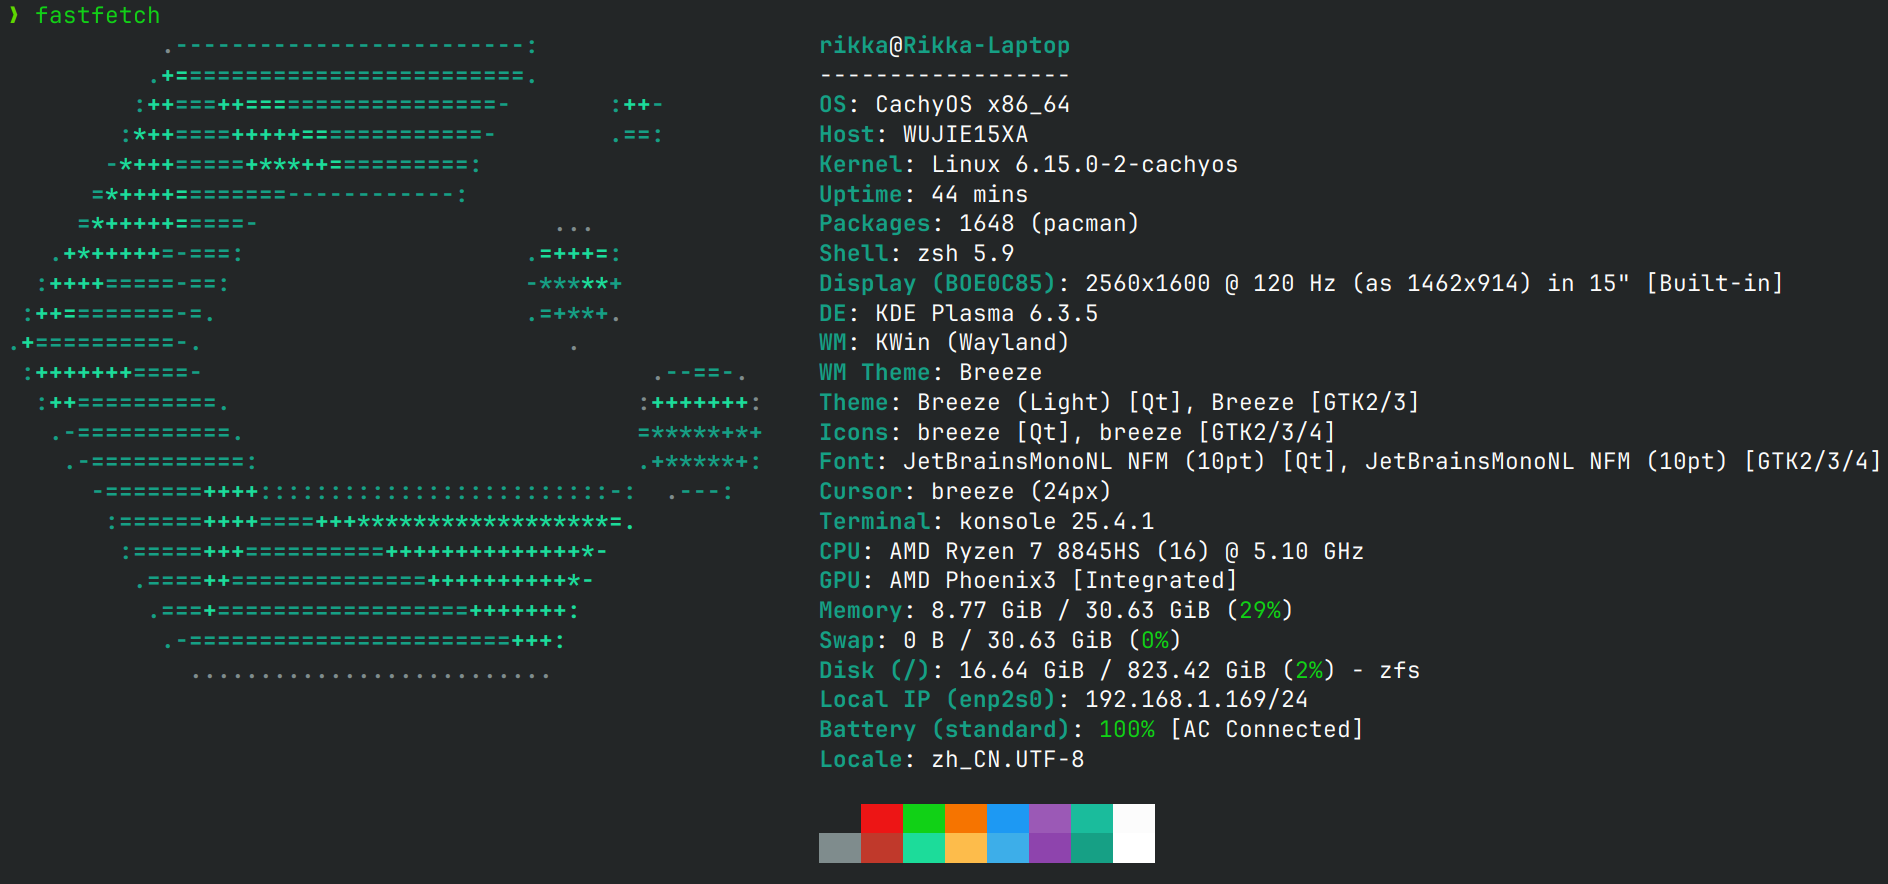 ❯ fastfetch
rikka@Rikka-Laptop
------------------
OS: CachyOS x86_64
Host: WUJIE15XA
Kernel: Linux 6.15.0-2-cachyos
Uptime: 44 mins
Packages: 1648 (pacman)
Shell: zsh 5.9
Display (BOE0C85): 2560x1600 @ 120 Hz (as 1462x914) in 15" [Built-in]
DE: KDE Plasma 6.3.5
WM: KWin (Wayland)
WM Theme: Breeze
Theme: Breeze (Light) [Qt], Breeze [GTK2/3]
Icons: breeze [Qt], breeze [GTK2/3/4]
Font: JetBrainsMonoNL NFM (10pt) [Qt], JetBrainsMonoNL NFM (10pt) [GTK2/3/4]
Cursor: breeze (24px)
Terminal: konsole 25.4.1
CPU: AMD Ryzen 7 8845HS (16) @ 5.10 GHz
GPU: AMD Phoenix3 [Integrated]
Memory: 8.77 GiB / 30.63 GiB (29%)
Swap: 0 B / 30.63 GiB (0%)
Disk (/): 16.64 GiB / 823.42 GiB (2%) - zfs
Local IP (enp2s0): 192.168.1.169/24
Battery (standard): 100% [AC Connected]
Locale: zh_CN.UTF-8